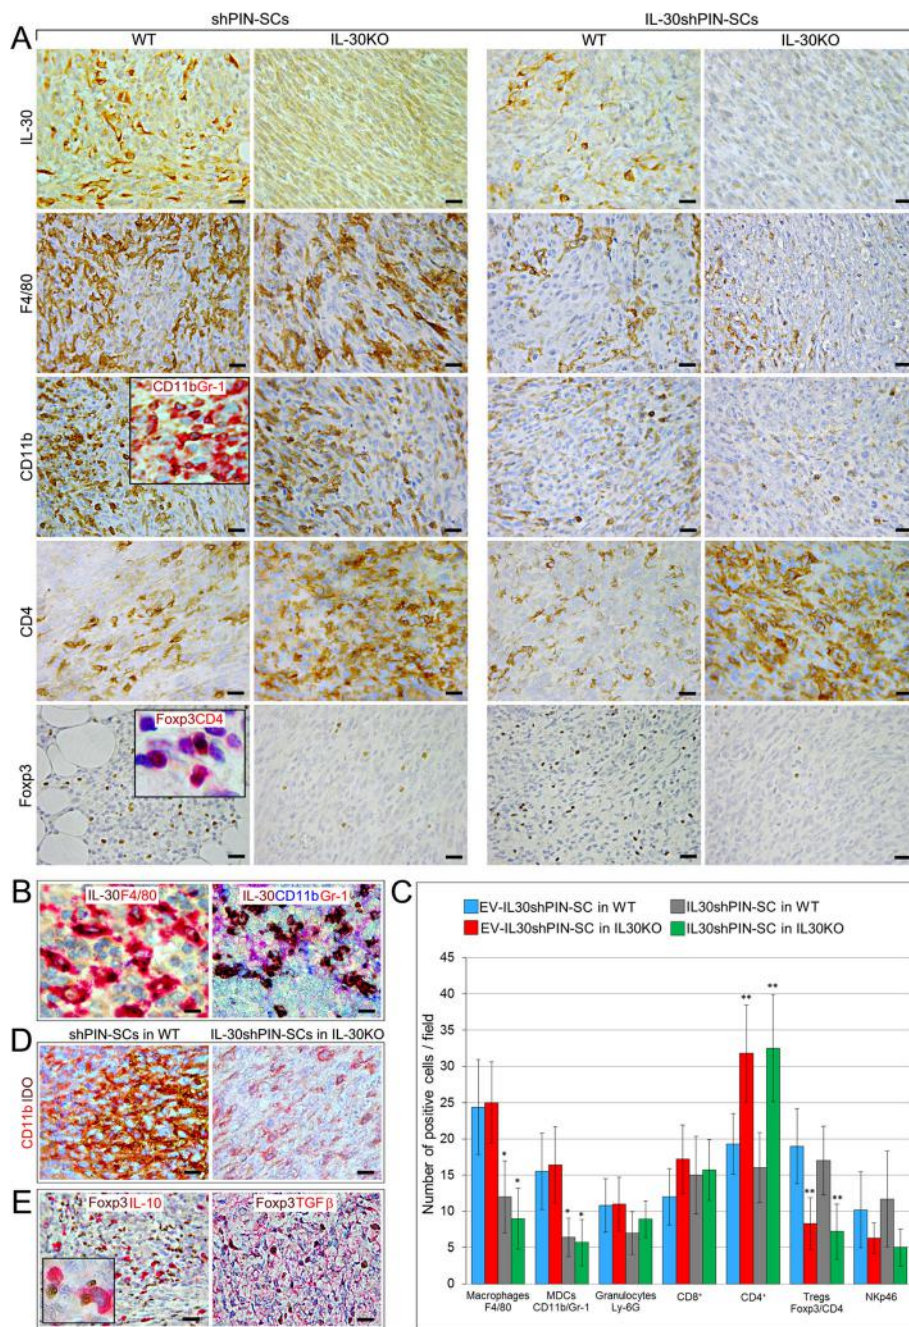 shPIN-SCs IL-30shPIN-SCs
A WT IL-30KO WT IL-30KO
IL-30
F4/80
CD11b
CD11bGr-1
CD4
Foxp3
Foxp3CD4
B IL-30F4/80 IL-30CD11bGr-1
D shPIN-SCs in WT IL-30shPIN-SCs in IL-30KO
CD11b IDO
E Foxp3IL-10 Foxp3TGFβ
C
EV-IL30shPIN-SC in WT IL30shPIN-SC in WT
EV-IL30shPIN-SC in IL30KO IL30shPIN-SC in IL30KO
Number of positive cells / field
45
40
35
30
25
20
15
10
5
0
* *
* *
** **
** **
Macrophages
F4/80
MDCs
CD11b/Gr-1
Granulocytes
Ly-6G
CD8⁺
CD4⁺
Tregs
Foxp3/CD4
NKp46